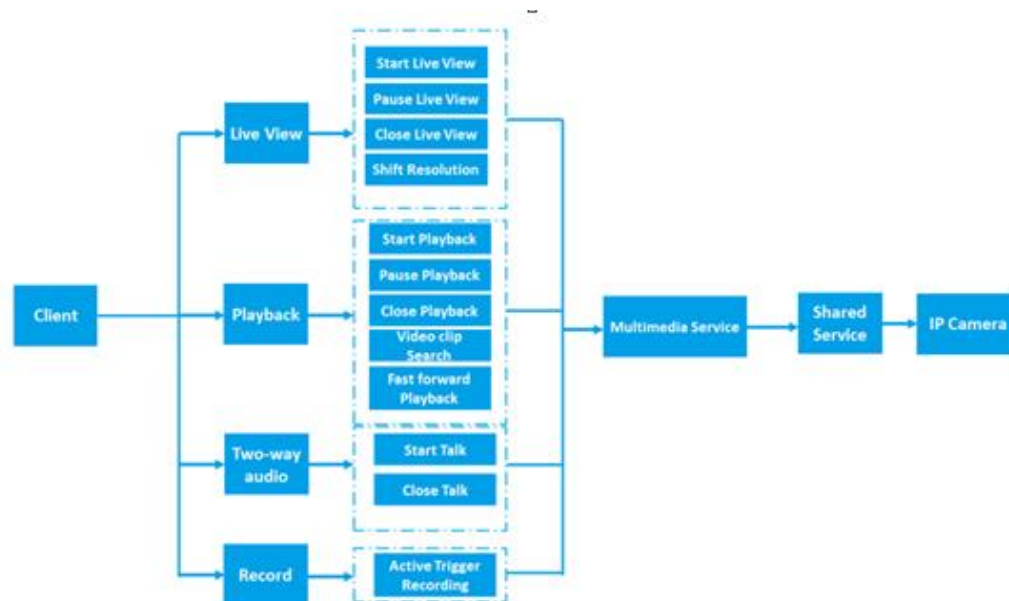 Start Live View
Pause Live View
Live View
Close Live View
Shift Resolution
Start Playback
Pause Playback
Client
Playback
Close Playback
Video clip
Search
Fast forward
Playback
Multimedia Service
Shared
Service
IP Camera
Two-way
audio
Start Talk
Close Talk
Record
Active Trigger
Recording